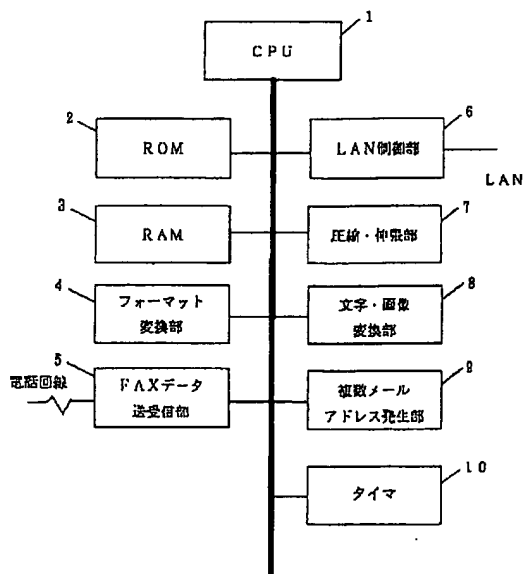 1
CPU
2
ROM
6
LAN制御部
LAN
3
RAM
7
圧縮・伸張部
4
フォーマット
変換部
8
文字・画像
変換部
5
電話回線
FAXデータ
送受信部
9
複数メール
アドレス発生部
10
タイマ